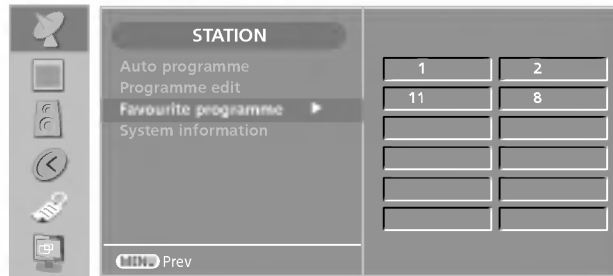 STATION
Auto programme
Programme edit
Favourite programme
System information
1 2
11 8
MENU Prev